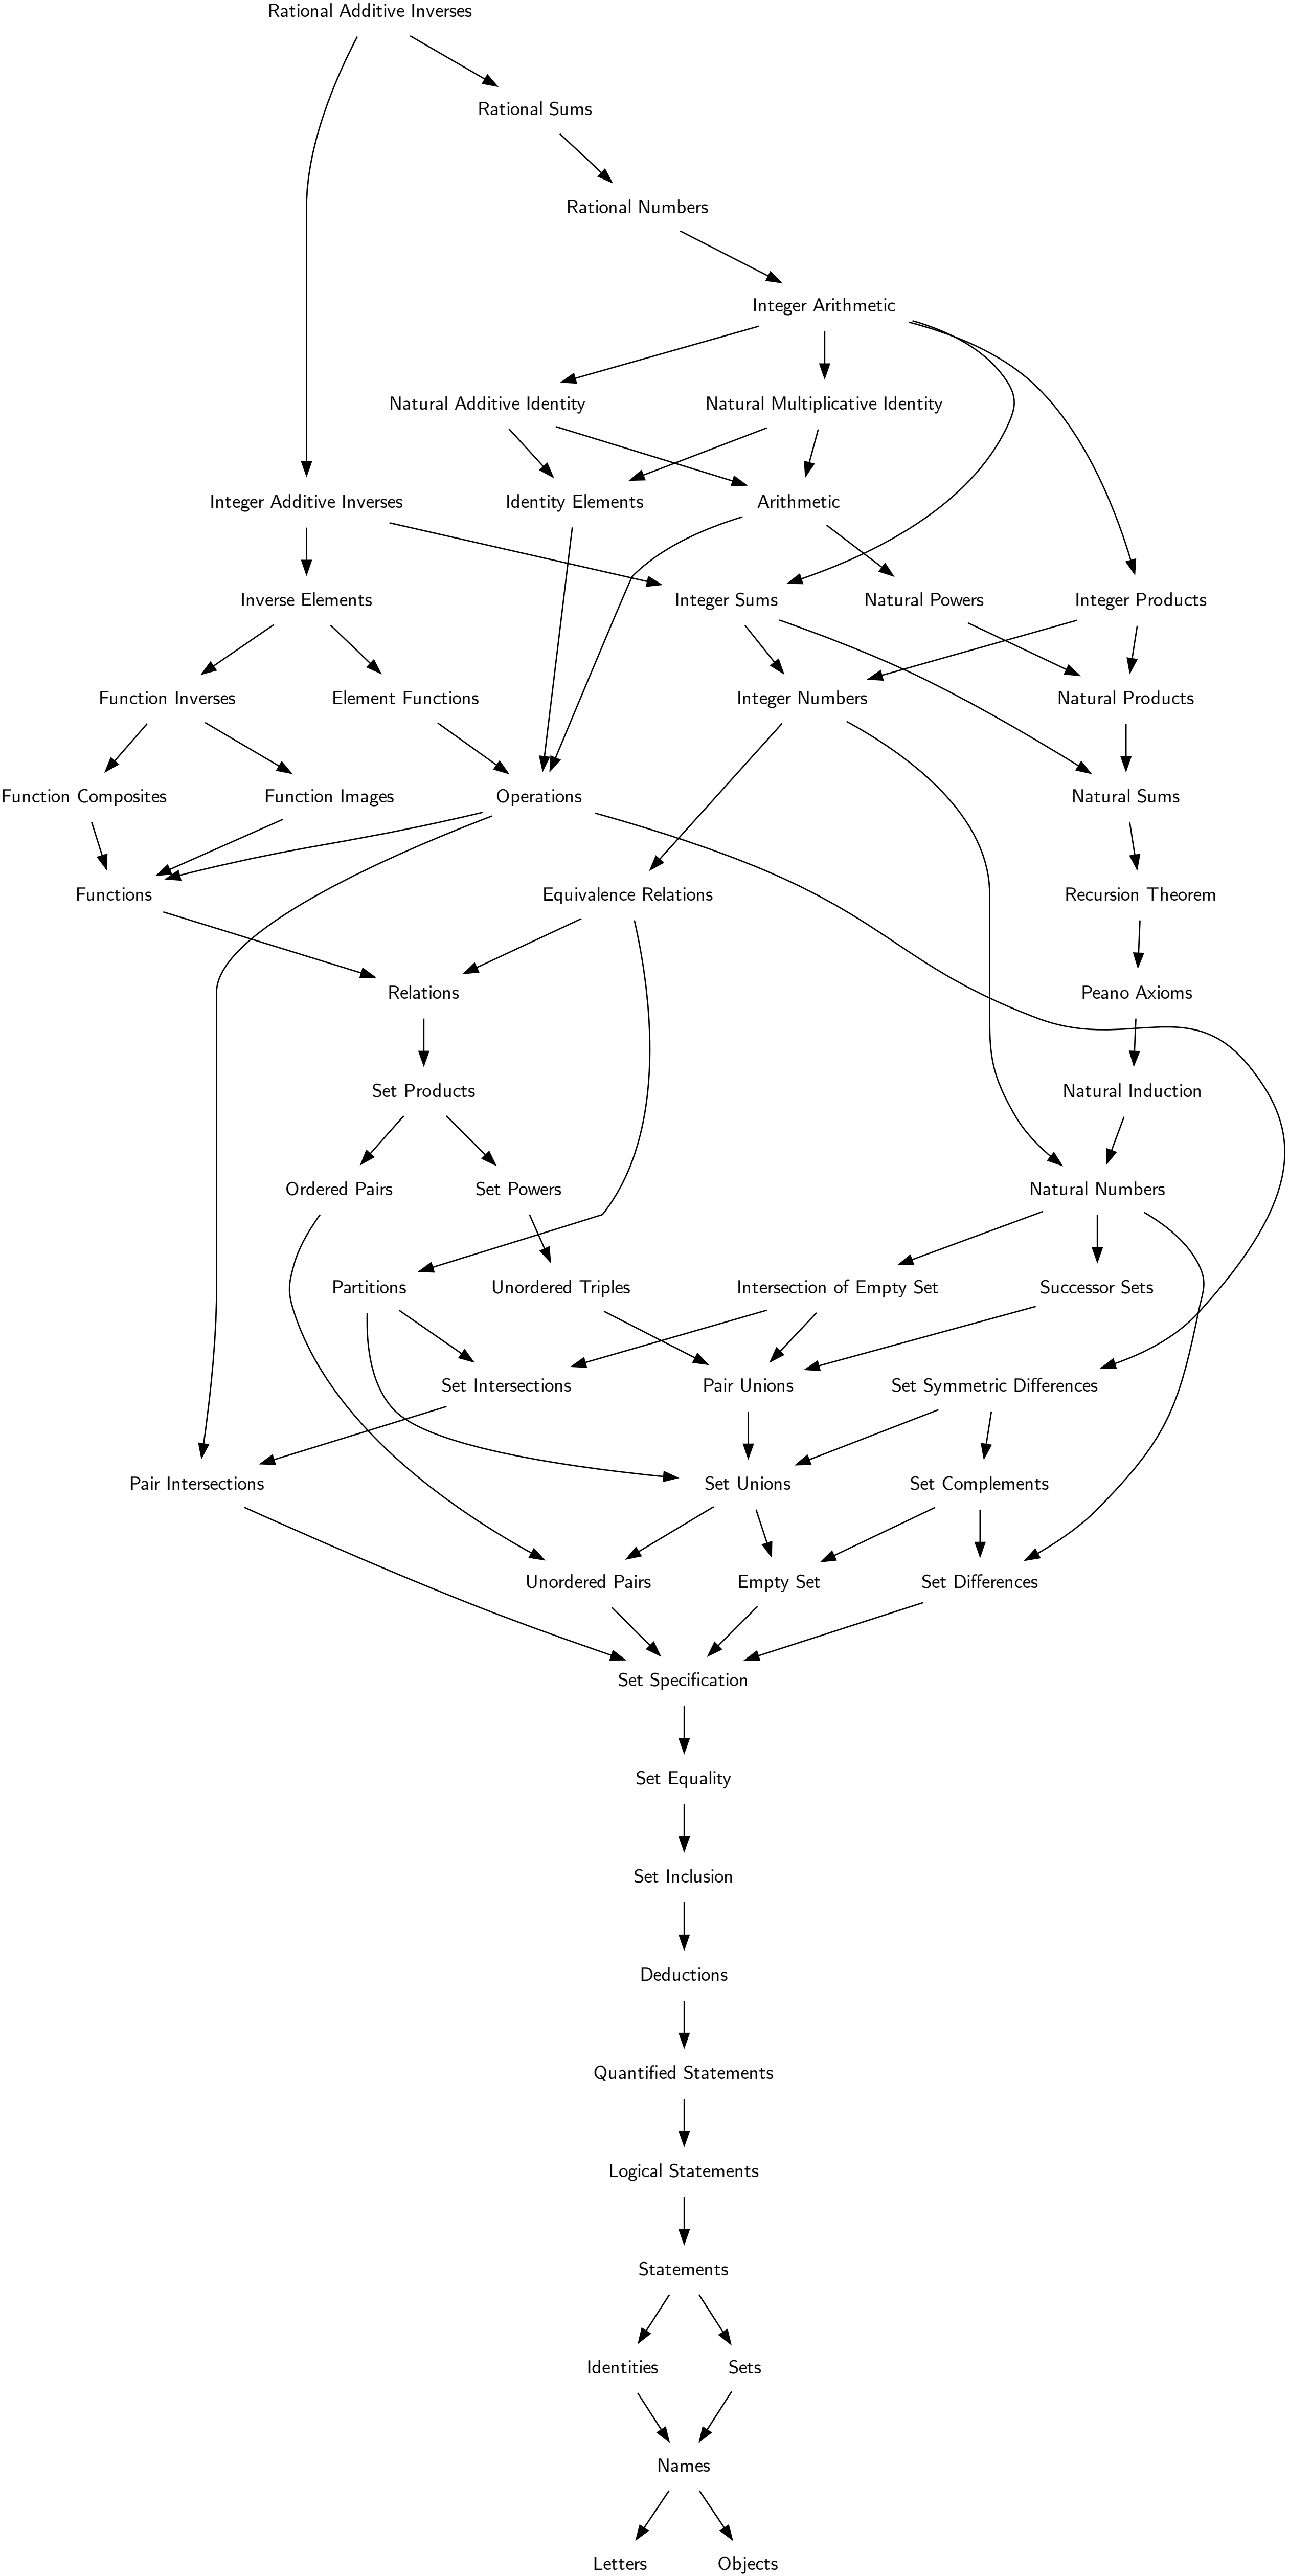 Rational Additive Inverses
Rational Sums
Rational Numbers
Integer Arithmetic
Natural Additive Identity
Natural Multiplicative Identity
Integer Additive Inverses
Identity Elements
Arithmetic
Inverse Elements
Integer Sums
Natural Powers
Integer Products
Function Inverses
Element Functions
Integer Numbers
Natural Products
Function Composites
Function Images
Operations
Natural Sums
Functions
Equivalence Relations
Recursion Theorem
Relations
Peano Axioms
Set Products
Natural Induction
Ordered Pairs
Set Powers
Natural Numbers
Partitions
Unordered Triples
Intersection of Empty Set
Successor Sets
Set Intersections
Pair Unions
Set Symmetric Differences
Pair Intersections
Set Unions
Set Complements
Unordered Pairs
Empty Set
Set Differences
Set Specification
Set Equality
Set Inclusion
Deductions
Quantified Statements
Logical Statements
Statements
Identities
Sets
Names
Letters
Objects